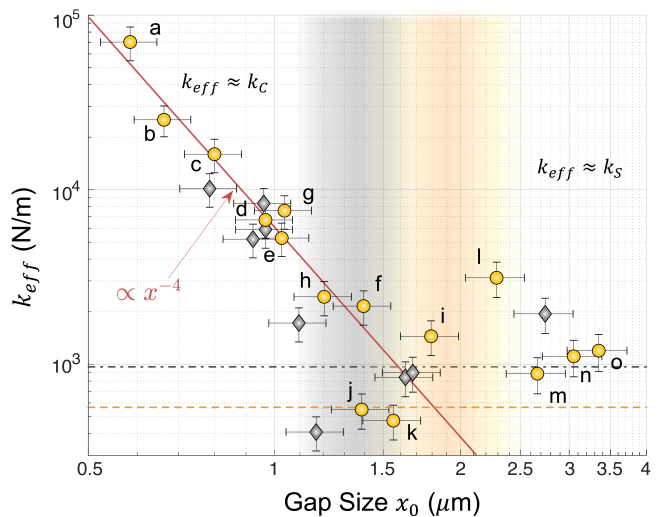 10^5
a
k_eff ≈ k_C
b
c
k_eff ≈ k_S
10^4
d
g
e
l
∝ x^{-4}
h
f
i
10^3
o
n
m
j
k
k_eff (N/m)
0.5
1
1.5
2
2.5
3
3.5
4
Gap Size x_0 (μm)